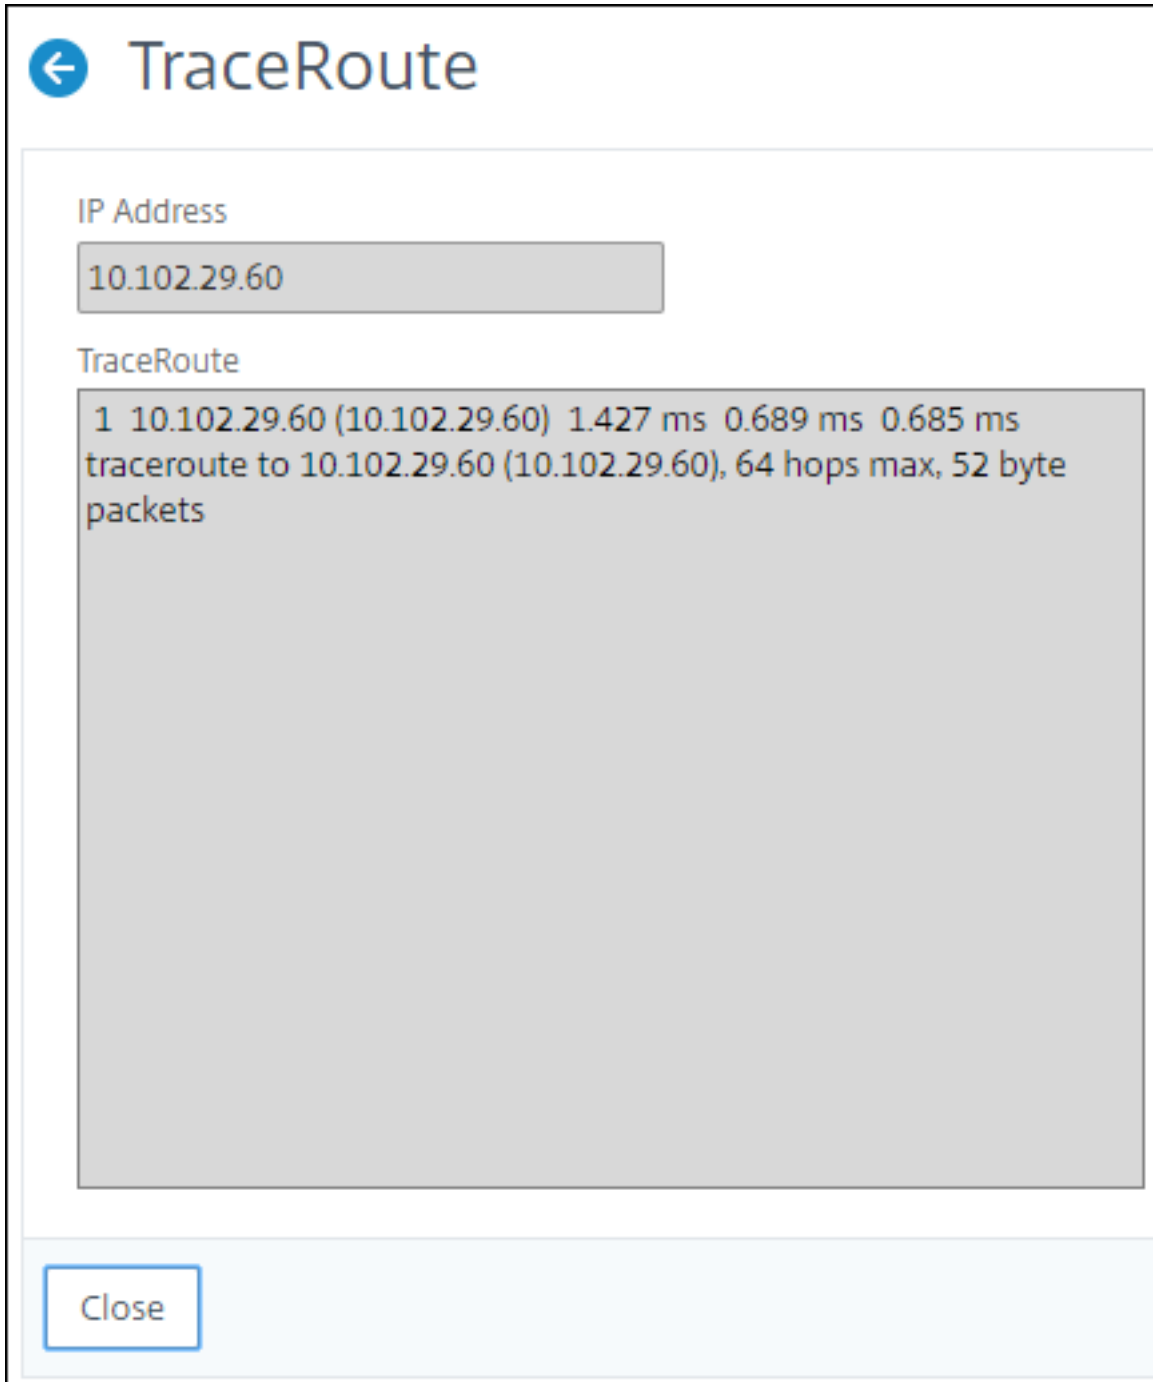 TraceRoute
IP Address
10.102.29.60
TraceRoute
1 10.102.29.60 (10.102.29.60) 1.427 ms 0.689 ms 0.685 ms
traceroute to 10.102.29.60 (10.102.29.60), 64 hops max, 52 byte
packets
Close